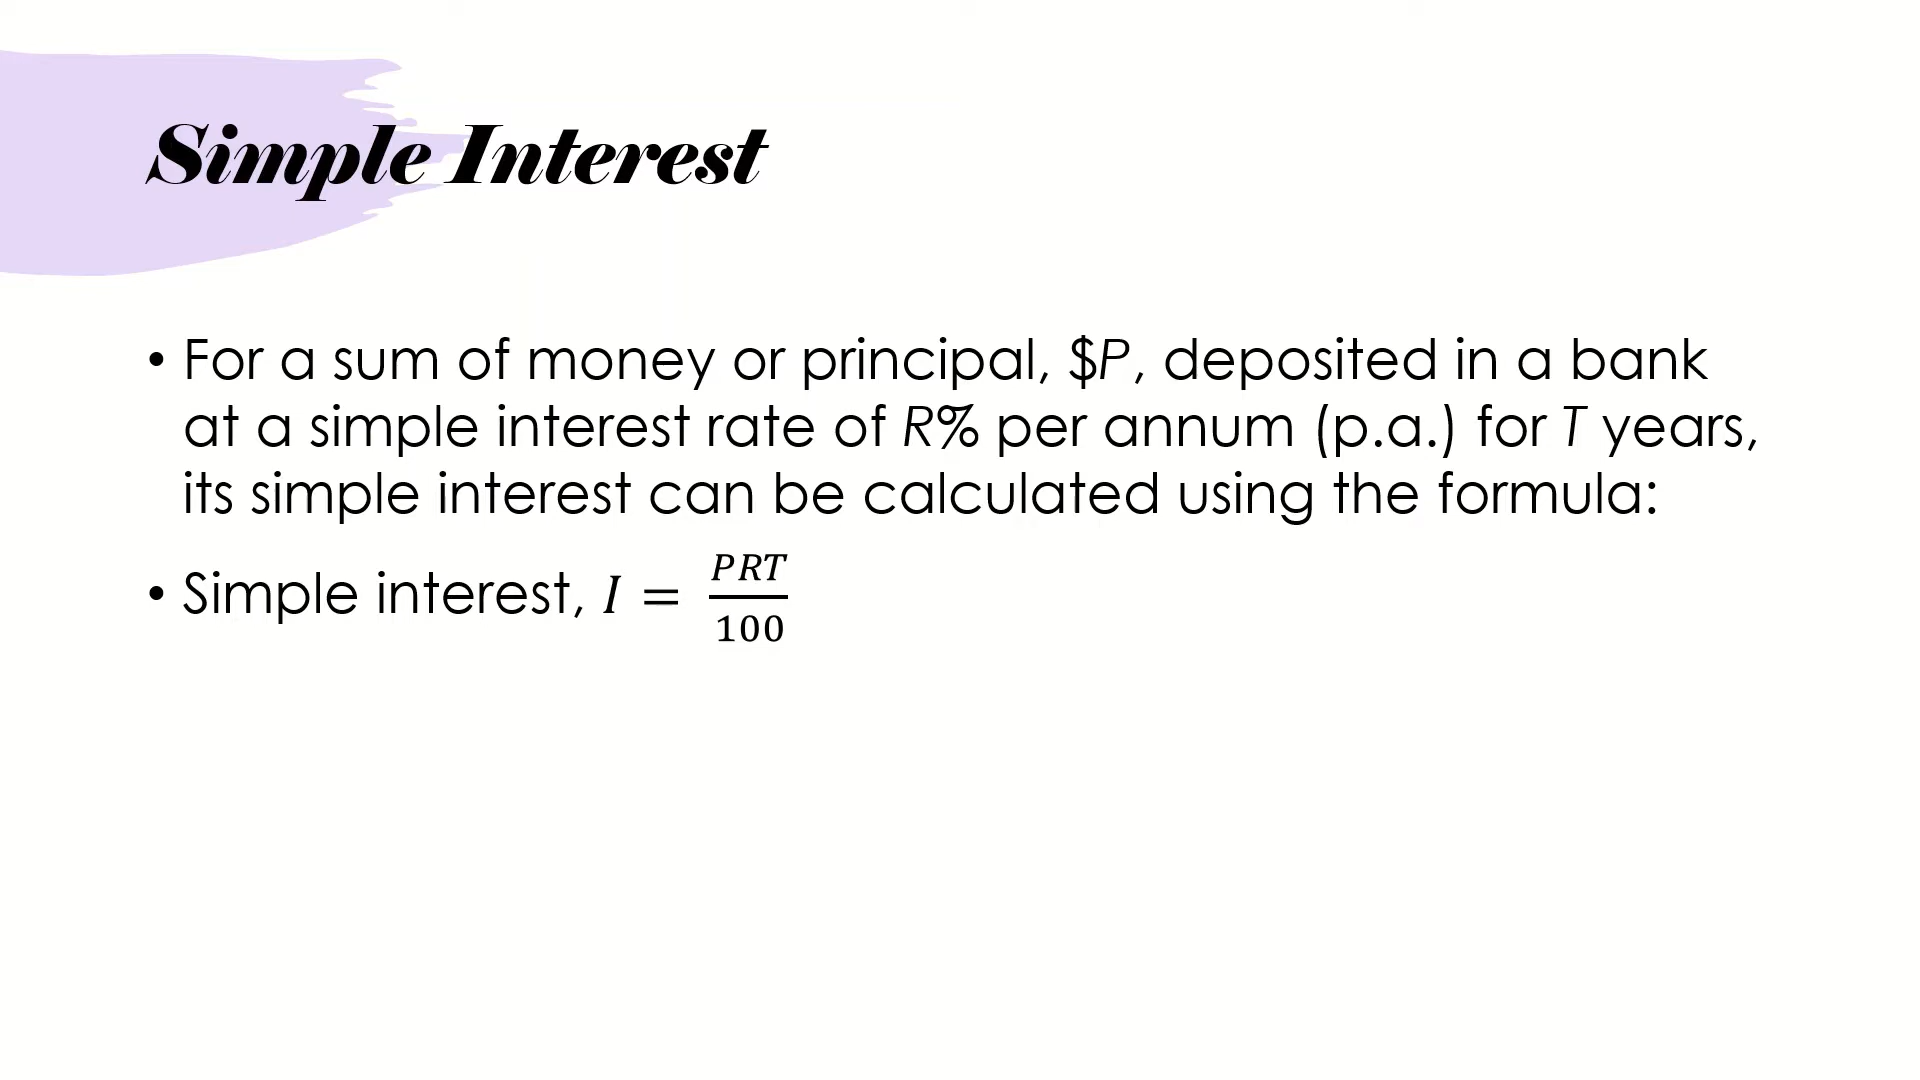 Simple Interest
• For a sum of money or principal, $P, deposited in a bank
at a simple interest rate of R% per annum (p.a.) for T years,
its simple interest can be calculated using the formula:
• Simple interest, I = PRT/100